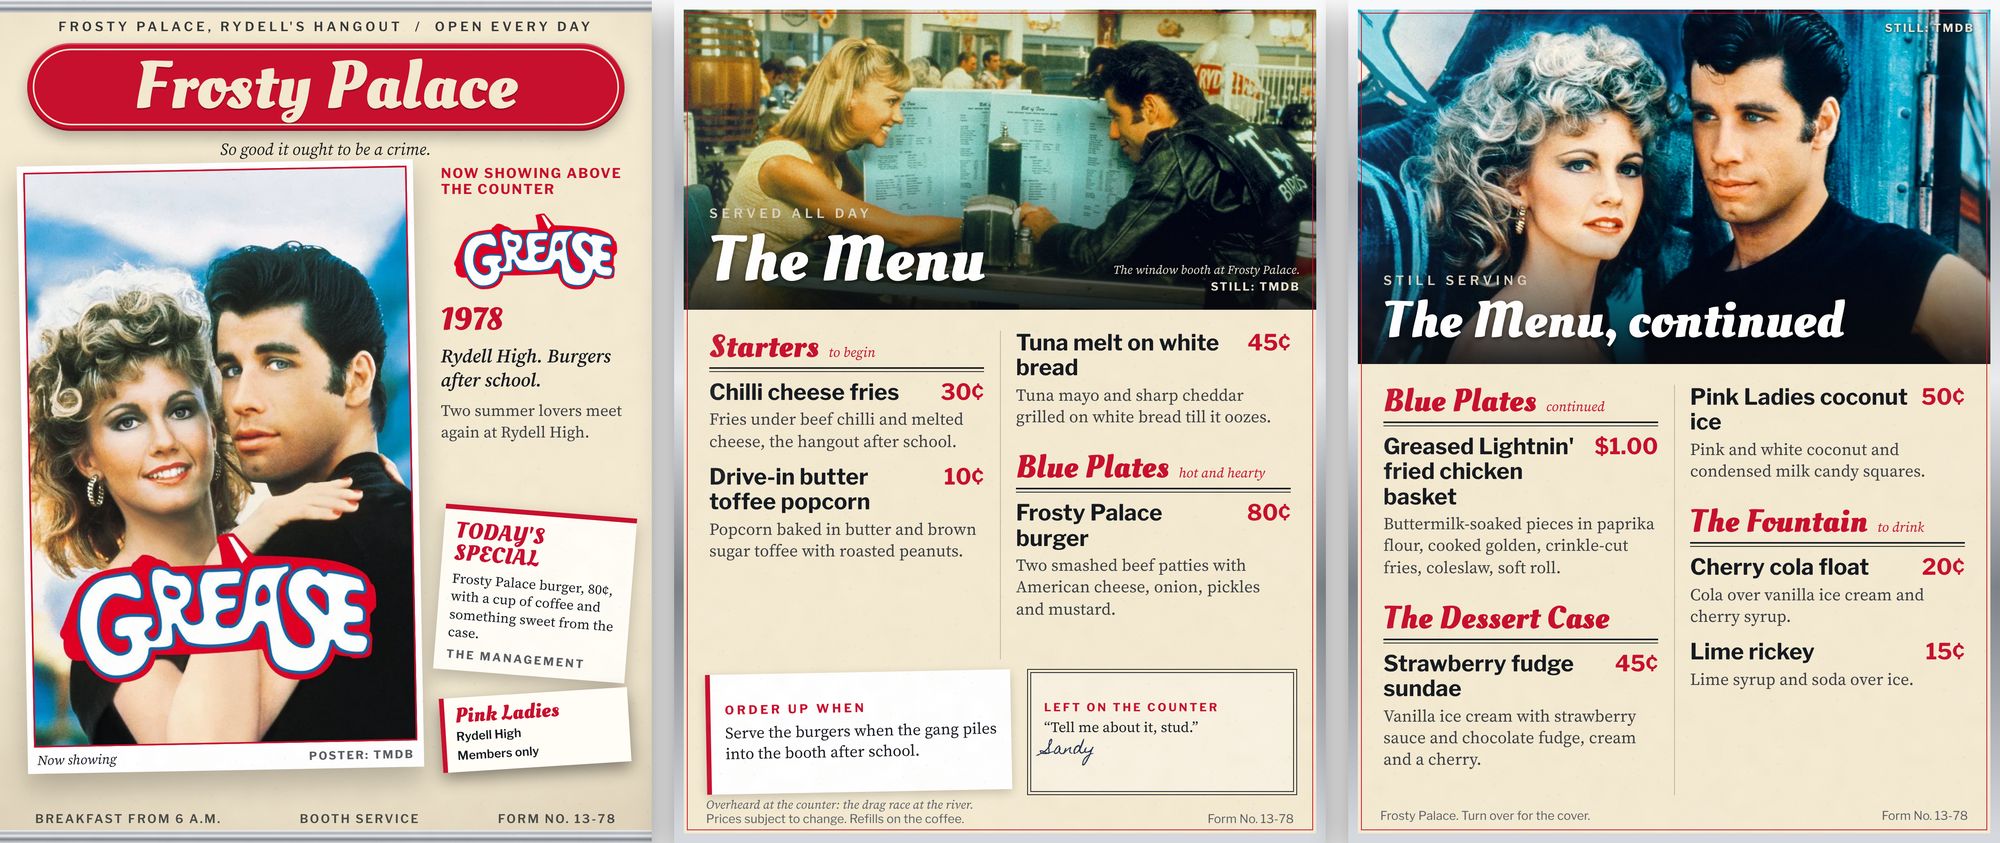 FROSTY PALACE, RYDELL'S HANGOUT / OPEN EVERY DAY
Frosty Palace
So good it ought to be a crime.
NOW SHOWING ABOVE
THE COUNTER
GREASE
1978
Rydell High. Burgers
after school.
Two summer lovers meet
again at Rydell High.
GREASE
Now showing
POSTER: TMDB
TODAY'S
SPECIAL
Frosty Palace burger, 80¢,
with a cup of coffee and
something sweet from the
case.
THE MANAGEMENT
Pink Ladies
Rydell High
Members only
BREAKFAST FROM 6 A.M.
BOOTH SERVICE
FORM NO. 13-78
Bill of Fare
Bill of Fare
RYD
T
BIRDS
SERVED ALL DAY
The Menu
The window booth at Frosty Palace.
STILL: TMDB
Starters to begin
Chilli cheese fries 30¢
Fries under beef chilli and melted
cheese, the hangout after school.
Drive-in butter 10¢
toffee popcorn
Popcorn baked in butter and brown
sugar toffee with roasted peanuts.
Tuna melt on white 45¢
bread
Tuna mayo and sharp cheddar
grilled on white bread till it oozes.
Blue Plates hot and hearty
Frosty Palace 80¢
burger
Two smashed beef patties with
American cheese, onion, pickles
and mustard.
ORDER UP WHEN
Serve the burgers when the gang piles
into the booth after school.
LEFT ON THE COUNTER
“Tell me about it, stud.”
Sandy
Overheard at the counter: the drag race at the river.
Prices subject to change. Refills on the coffee.
Form No. 13-78
STILL: TMDB
STILL SERVING
The Menu, continued
Blue Plates continued
Greased Lightnin' $1.00
fried chicken
basket
Buttermilk-soaked pieces in paprika
flour, cooked golden, crinkle-cut
fries, coleslaw, soft roll.
The Dessert Case
Strawberry fudge 45¢
sundae
Vanilla ice cream with strawberry
sauce and chocolate fudge, cream
and a cherry.
Pink Ladies coconut 50¢
ice
Pink and white coconut and
condensed milk candy squares.
The Fountain to drink
Cherry cola float 20¢
Cola over vanilla ice cream and
cherry syrup.
Lime rickey 15¢
Lime syrup and soda over ice.
Frosty Palace. Turn over for the cover.
Form No. 13-78